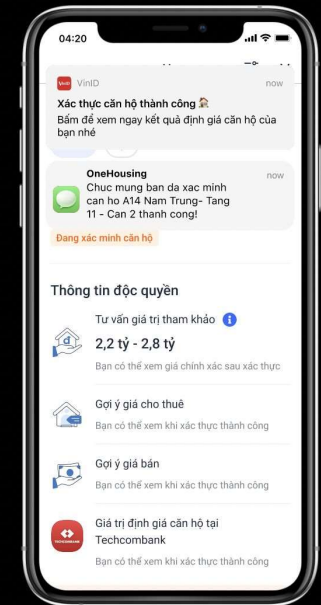 04:20
VinID
VinID now
Xác thực căn hộ thành công
Bấm để xem ngay kết quả định giá căn hộ của
bạn nhé
OneHousing now
Chuc mung ban da xac minh
can ho A14 Nam Trung- Tang
11 - Can 2 thanh cong!
Đang xác minh căn hộ
Thông tin độc quyền
Tư vấn giá trị tham khảo
2,2 tỷ - 2,8 tỷ
Bạn có thể xem giá chính xác sau xác thực
Gợi ý giá cho thuê
Bạn có thể xem khi xác thực thành công
Gợi ý giá bán
Bạn có thể xem khi xác thực thành công
Giá trị định giá căn hộ tại
Techcombank
TECHCOMBANK
Bạn có thể xem khi xác thực thành công